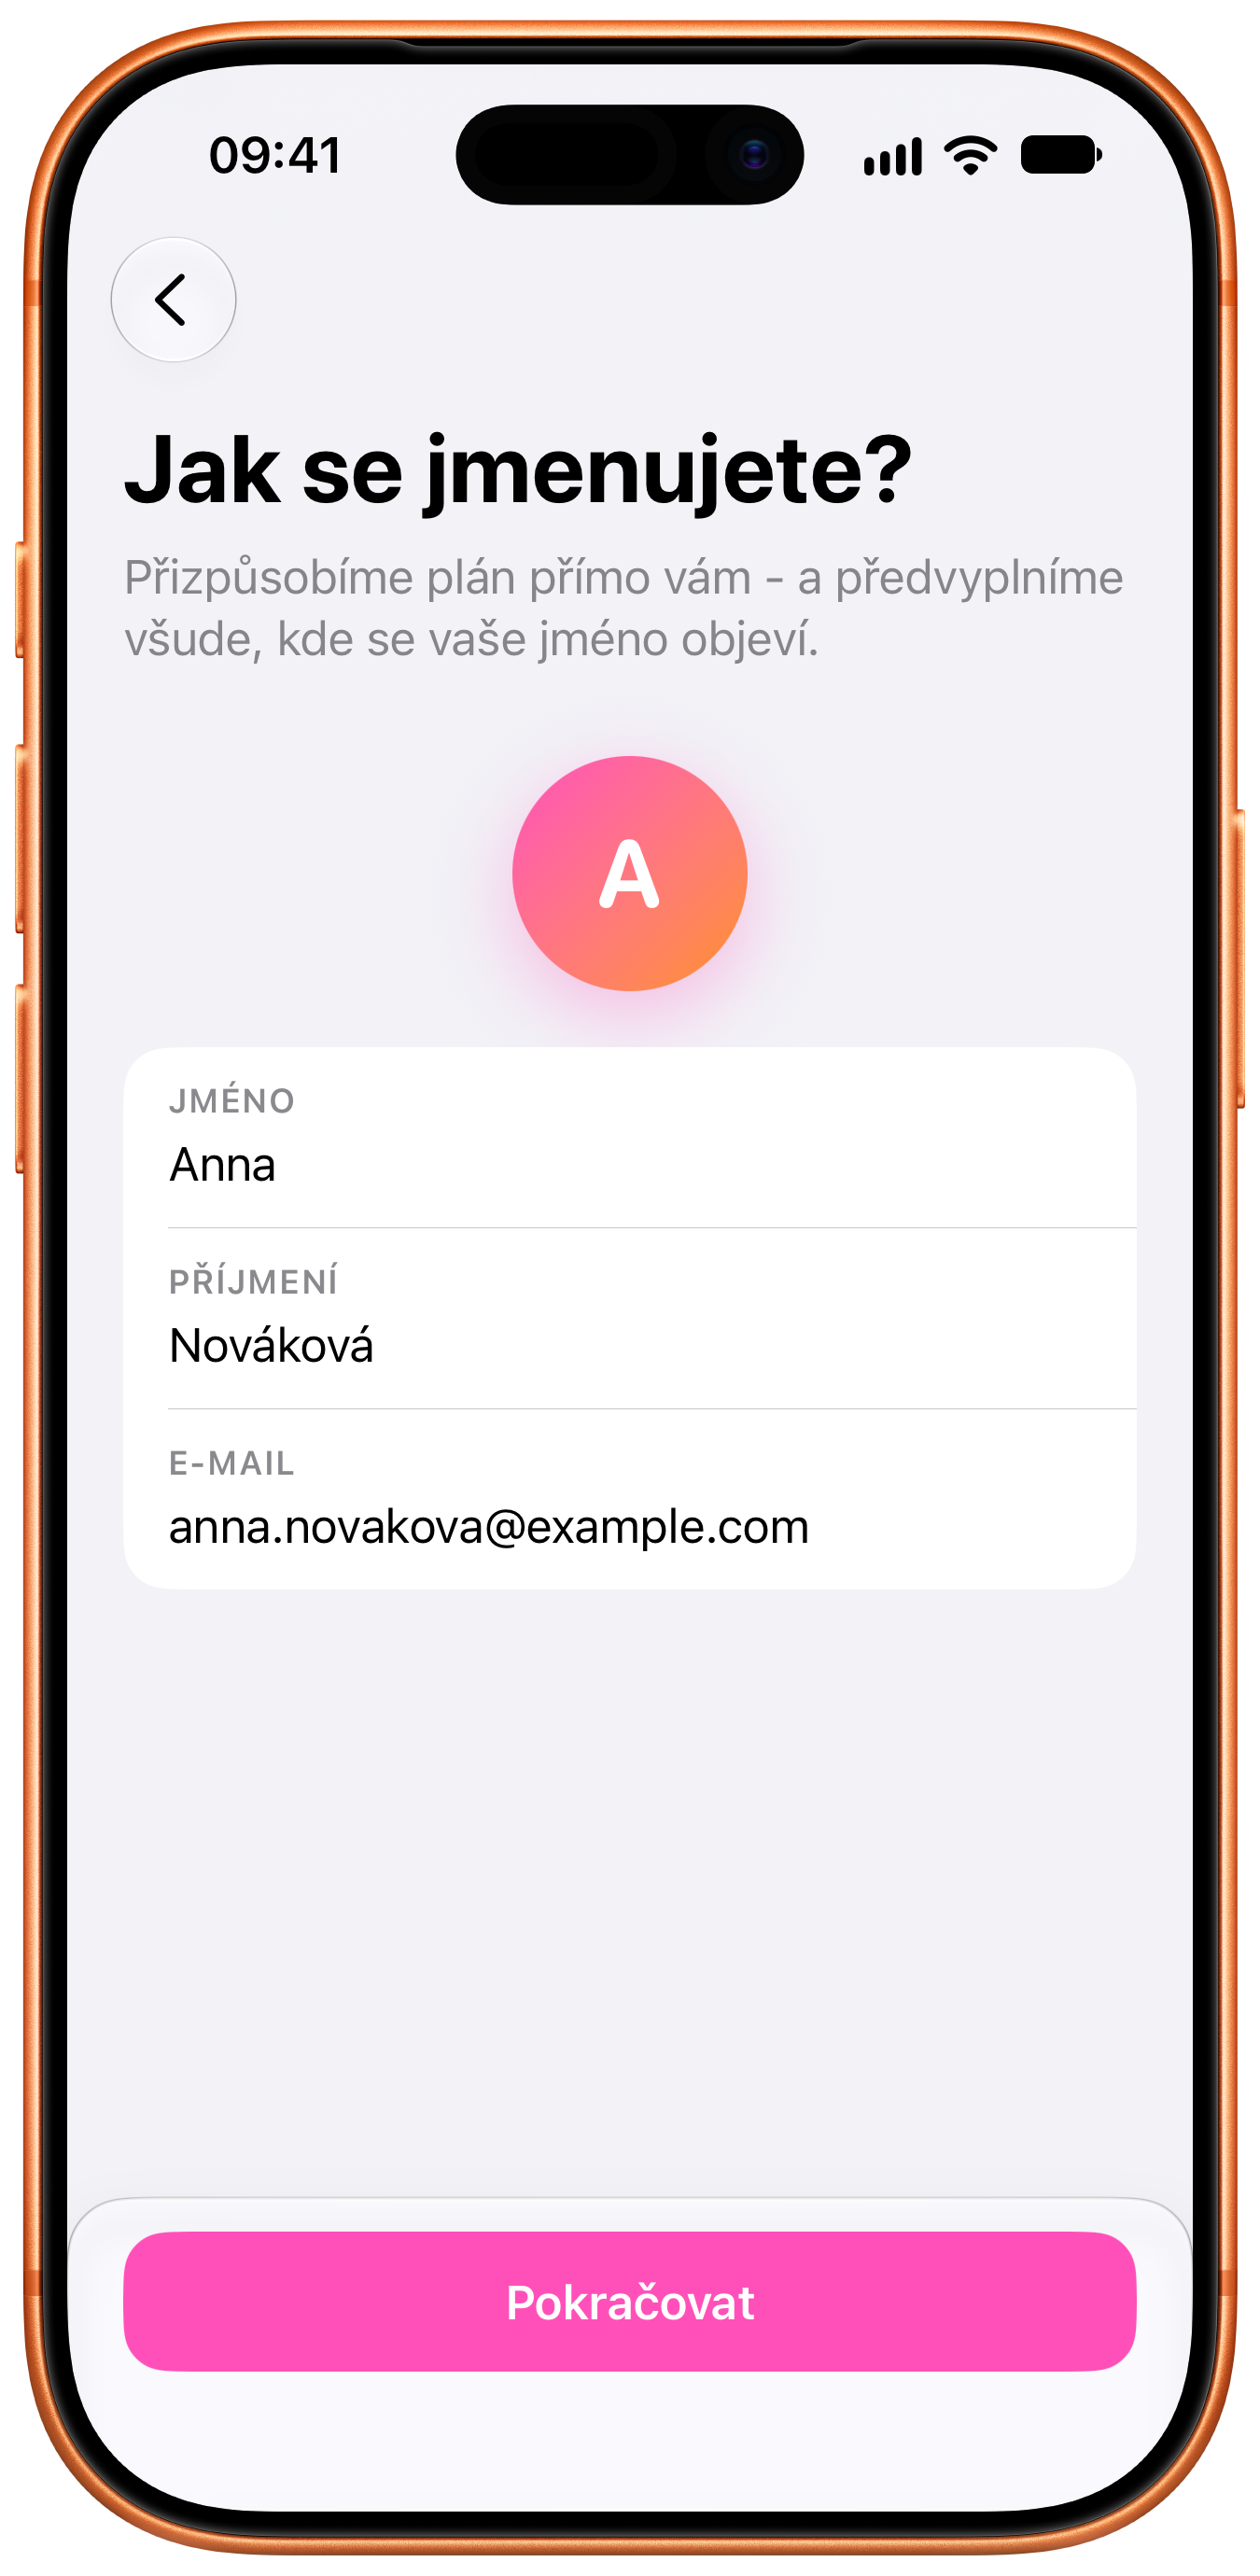 09:41
Jak se jmenujete?
Přizpůsobíme plán přímo vám - a předvyplníme
všude, kde se vaše jméno objeví.
A
JMÉNO
Anna
PŘÍJMENÍ
Nováková
E-MAIL
anna.novakova@example.com
Pokračovat